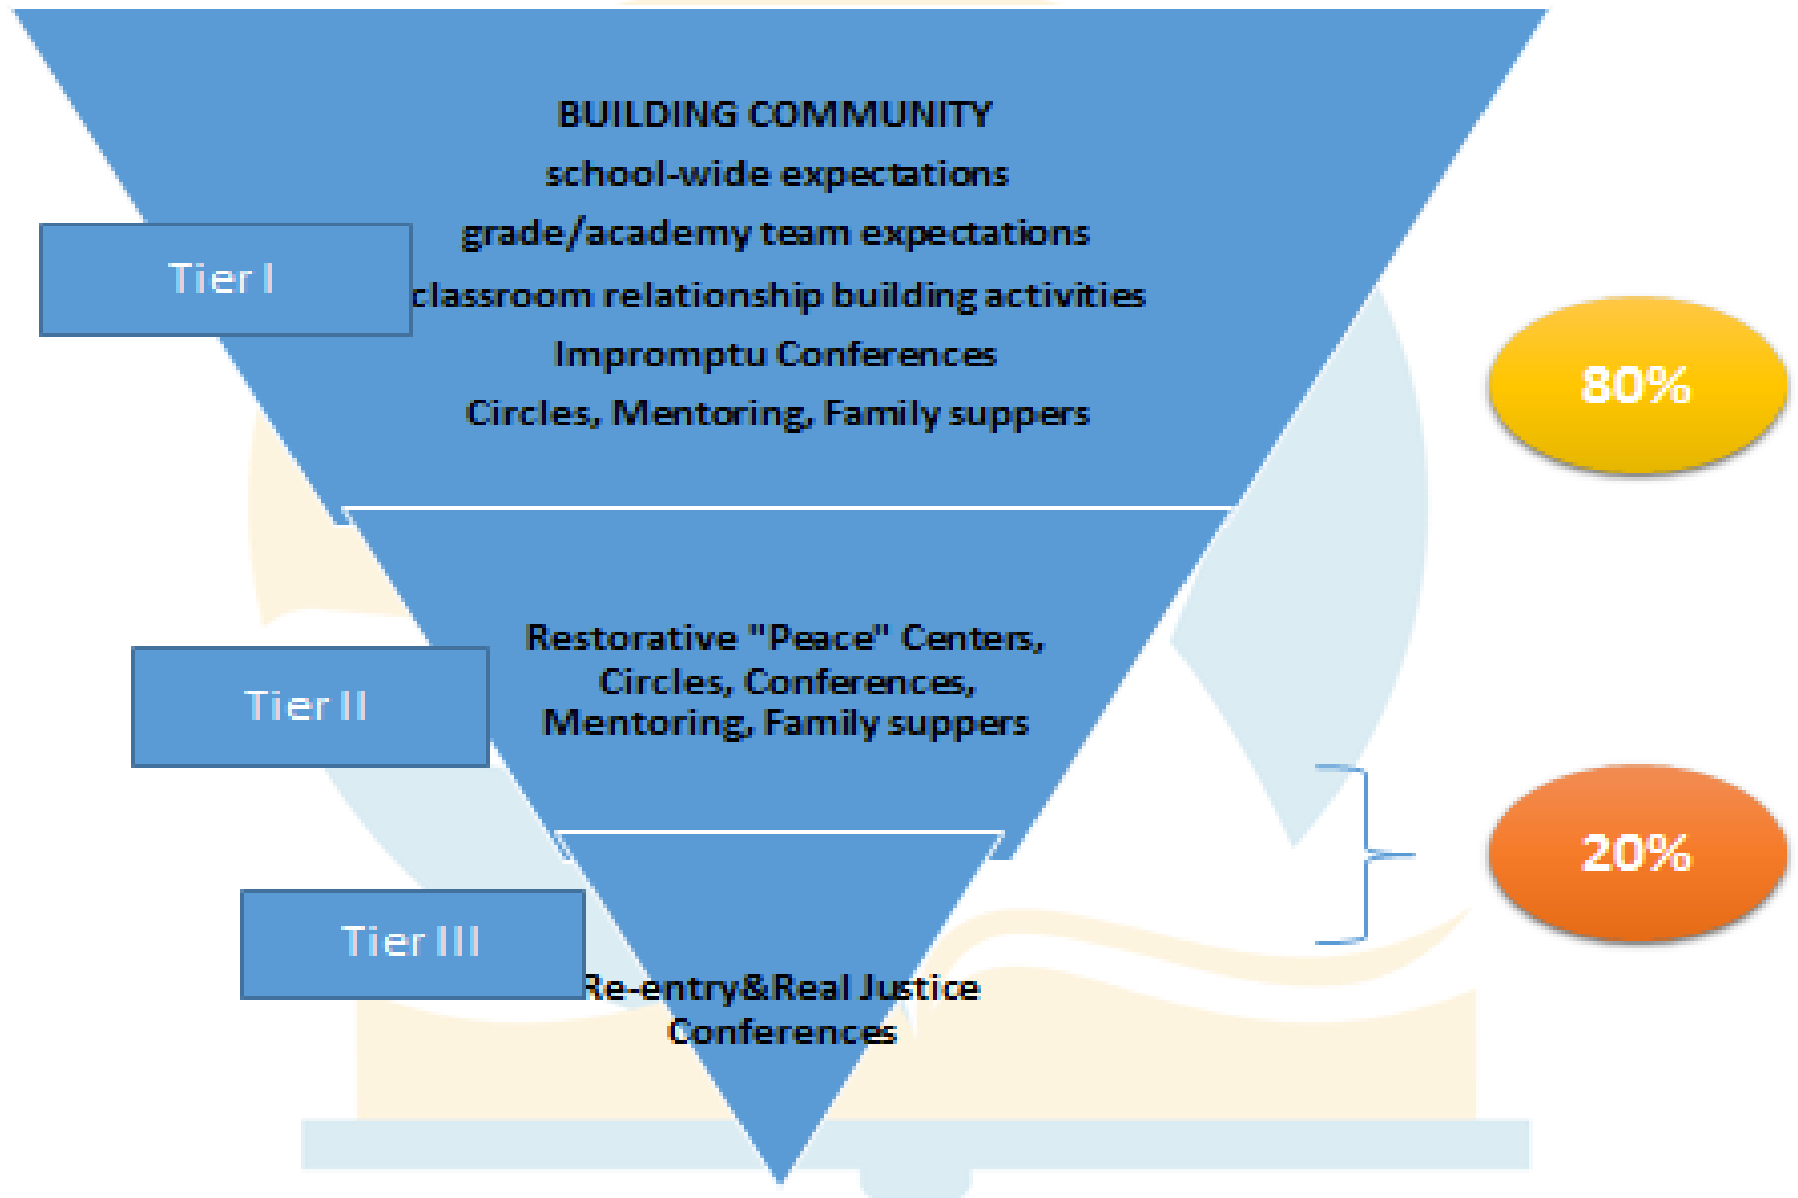 BUILDING COMMUNITY
school-wide expectations
grade/academy team expectations
Tier I
classroom relationship building activities
Impromptu Conferences
80%
Circles, Mentoring, Family suppers
Restorative "Peace" Centers,
Circles, Conferences,
Tier II
Mentoring, Family suppers
20%
Tier III
Re-entry&Real Justice
Conferences